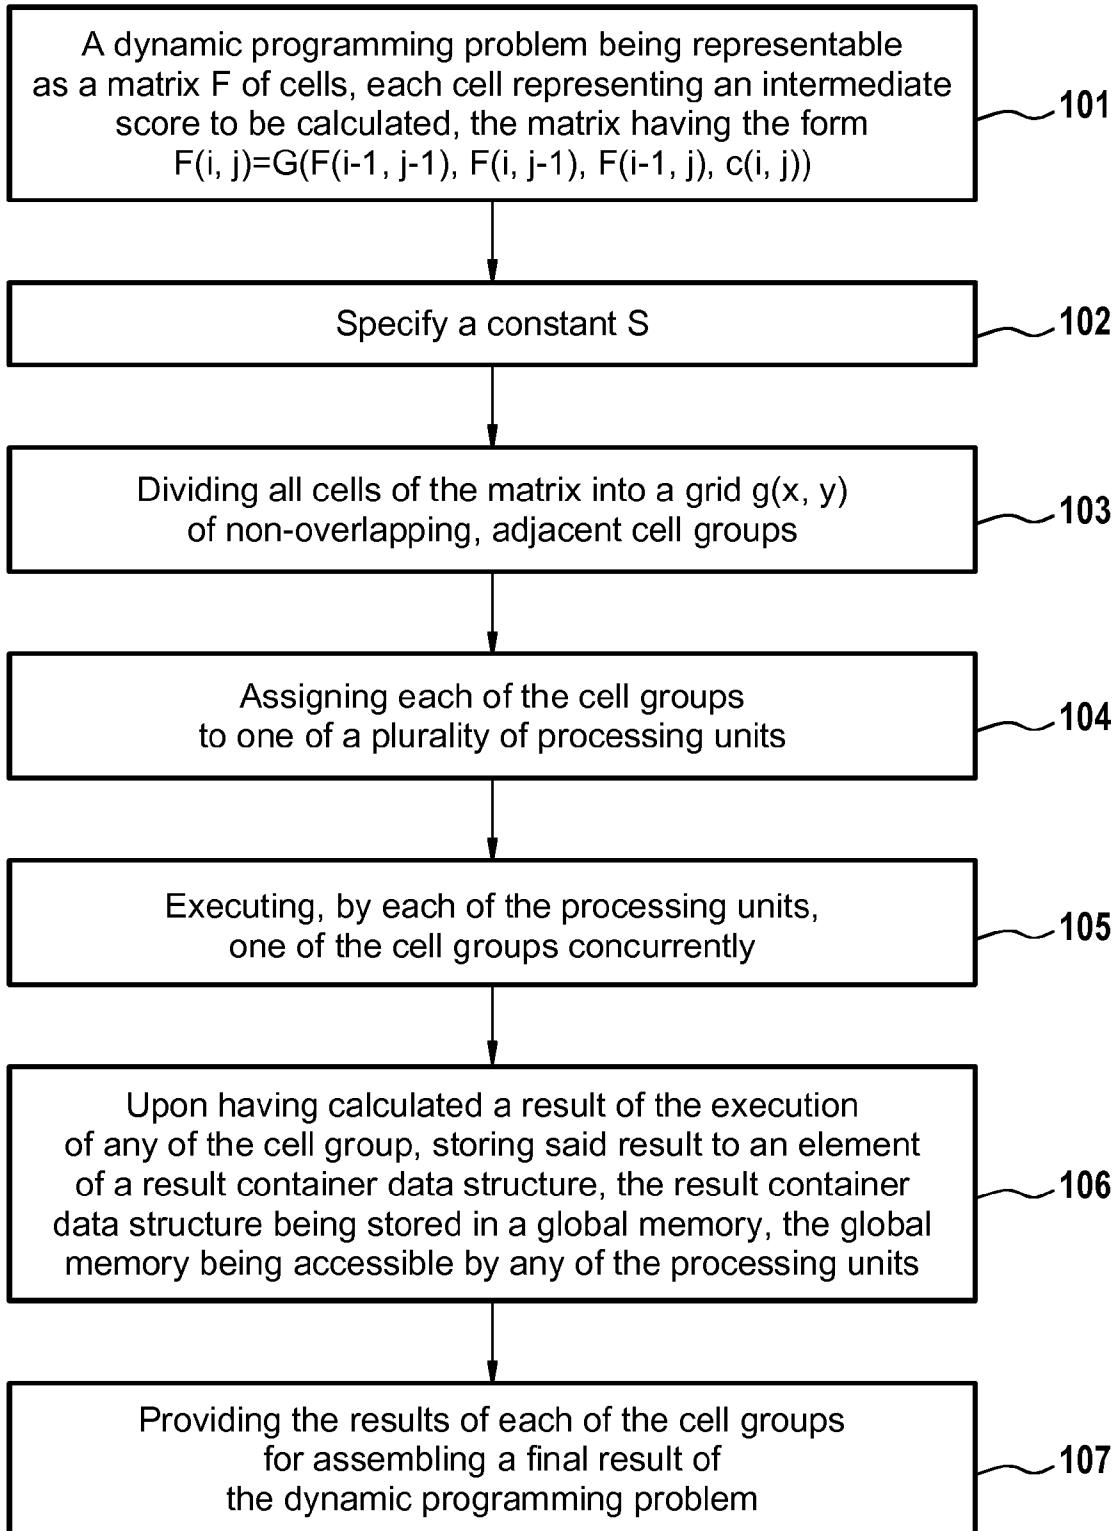 A dynamic programming problem being representable
as a matrix F of cells, each cell representing an intermediate
score to be calculated, the matrix having the form
F(i, j)=G(F(i-1, j-1), F(i, j-1), F(i-1, j), c(i, j))
101
Specify a constant S
102
Dividing all cells of the matrix into a grid g(x, y)
of non-overlapping, adjacent cell groups
103
Assigning each of the cell groups
to one of a plurality of processing units
104
Executing, by each of the processing units,
one of the cell groups concurrently
105
Upon having calculated a result of the execution
of any of the cell group, storing said result to an element
of a result container data structure, the result container
data structure being stored in a global memory, the global
memory being accessible by any of the processing units
106
Providing the results of each of the cell groups
for assembling a final result of
the dynamic programming problem
107